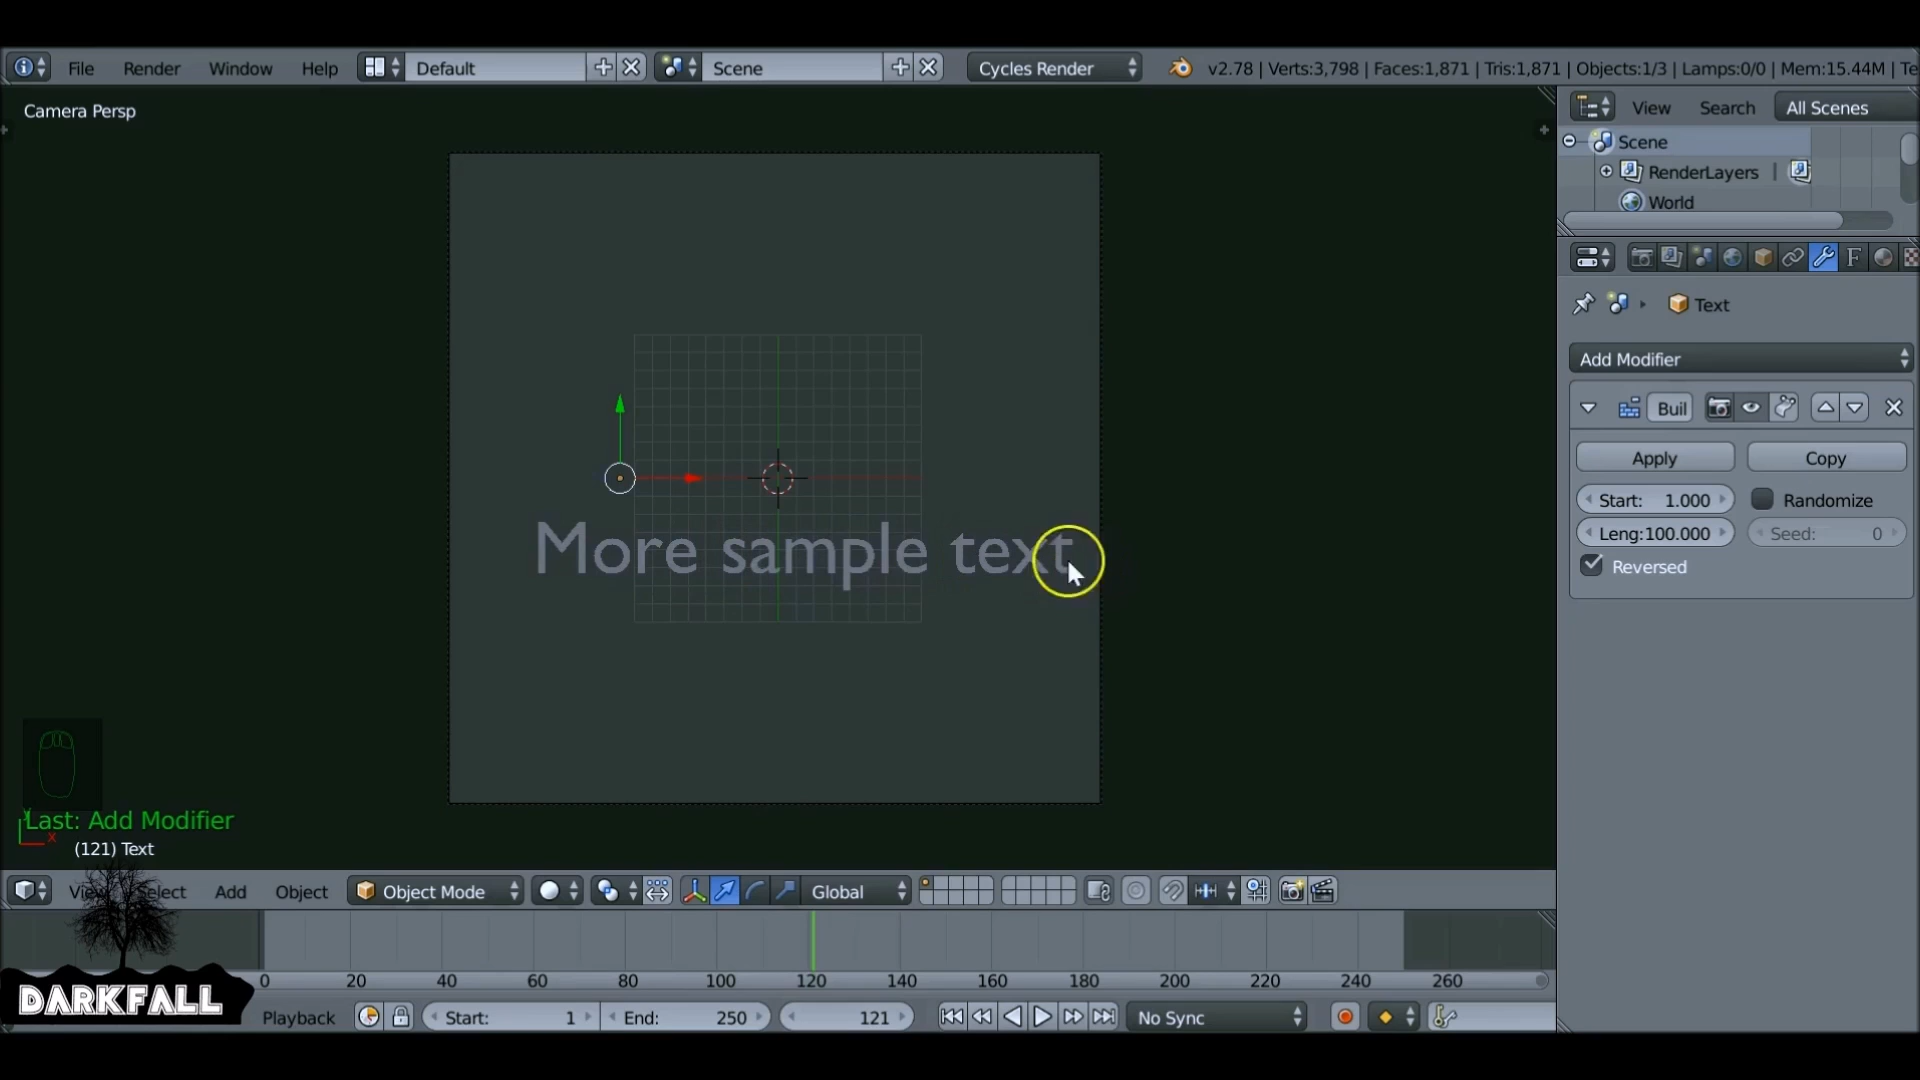 File Render Window Help Default Scene Cycles Render v2.78 | Verts:3,798 | Faces:1,871 | Tris:1,871 | Objects:1/3 | Lamps:0/0 | Mem:15.44M | Te
Camera Persp
View Search All Scenes
Scene
RenderLayers
World
Text
Add Modifier
Buil
Apply Copy
Start: 1.000 Randomize
Leng:100.000 Seed: 0
Reversed
More sample text
Last: Add Modifier
(121) Text
View Select Add Object Object Mode Global
0 20 40 60 80 100 120 140 160 180 200 220 240 260
DARKFALL
Playback Start: 1 End: 250 121 No Sync